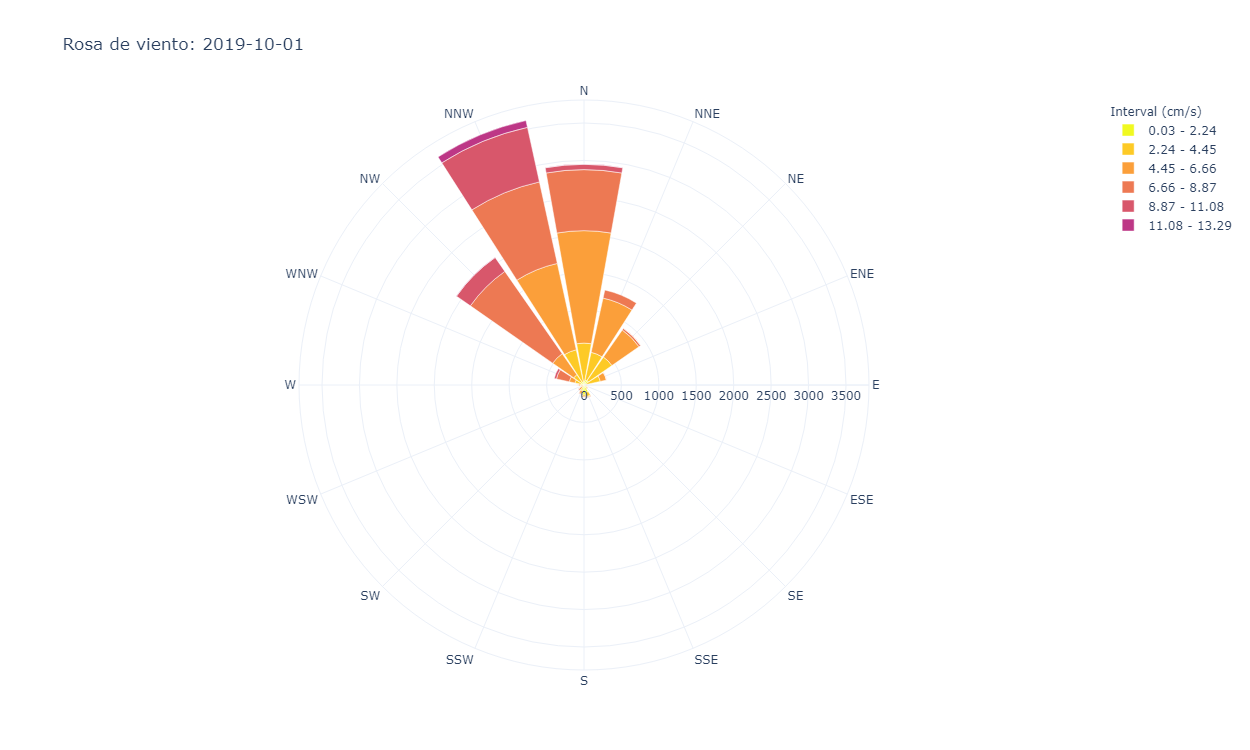 Rosa de viento: 2019-10-01
N
NNE
NE
ENE
E
ESE
SE
SSE
S
SSW
SW
WSW
W
WNW
NW
NNW
0 500 1000 1500 2000 2500 3000 3500
Interval (cm/s)
0.03 - 2.24
2.24 - 4.45
4.45 - 6.66
6.66 - 8.87
8.87 - 11.08
11.08 - 13.29